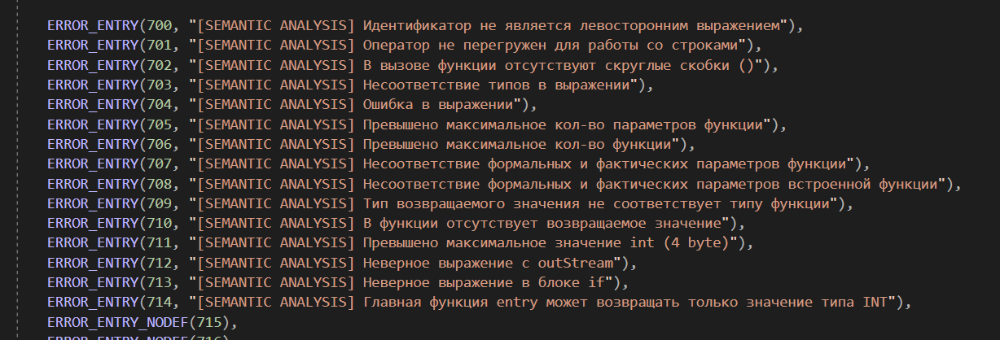 ERROR_ENTRY(700, "[SEMANTIC ANALYSIS] Идентификатор не является левосторонним выражением"),
ERROR_ENTRY(701, "[SEMANTIC ANALYSIS] Оператор не перегружен для работы со строками"),
ERROR_ENTRY(702, "[SEMANTIC ANALYSIS] В вызове функции отсутствуют скруглые скобки ()"),
ERROR_ENTRY(703, "[SEMANTIC ANALYSIS] Несоответствие типов в выражении"),
ERROR_ENTRY(704, "[SEMANTIC ANALYSIS] Ошибка в выражении"),
ERROR_ENTRY(705, "[SEMANTIC ANALYSIS] Превышено максимальное кол-во параметров функции"),
ERROR_ENTRY(706, "[SEMANTIC ANALYSIS] Превышено максимальное кол-во функции"),
ERROR_ENTRY(707, "[SEMANTIC ANALYSIS] Несоответствие формальных и фактических параметров функции"),
ERROR_ENTRY(708, "[SEMANTIC ANALYSIS] Несоответствие формальных и фактических параметров встроенной функции"),
ERROR_ENTRY(709, "[SEMANTIC ANALYSIS] Тип возвращаемого значения не соответствует типу функции"),
ERROR_ENTRY(710, "[SEMANTIC ANALYSIS] В функции отсутствует возвращаемое значение"),
ERROR_ENTRY(711, "[SEMANTIC ANALYSIS] Превышено максимальное значение int (4 byte)"),
ERROR_ENTRY(712, "[SEMANTIC ANALYSIS] Неверное выражение с outStream"),
ERROR_ENTRY(713, "[SEMANTIC ANALYSIS] Неверное выражение в блоке if"),
ERROR_ENTRY(714, "[SEMANTIC ANALYSIS] Главная функция entry может возвращать только значение типа INT"),
ERROR_ENTRY_NODEF(715),